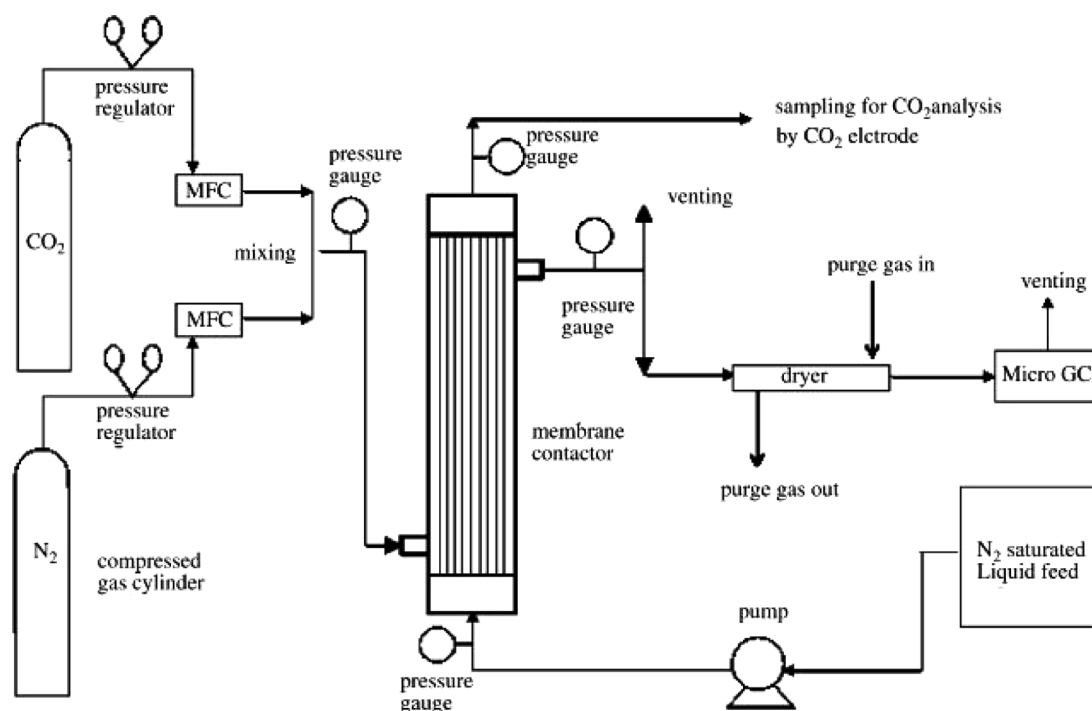 pressure
regulator
CO2
MFC
pressure
gauge
mixing
MFC
pressure
regulator
N2
compressed
gas cylinder
pressure
gauge
sampling for CO2analysis
by CO2 elctrode
venting
pressure
gauge
purge gas in
venting
dryer
Micro GC
purge gas out
membrane
contactor
N2 saturated
Liquid feed
pump
pressure
gauge